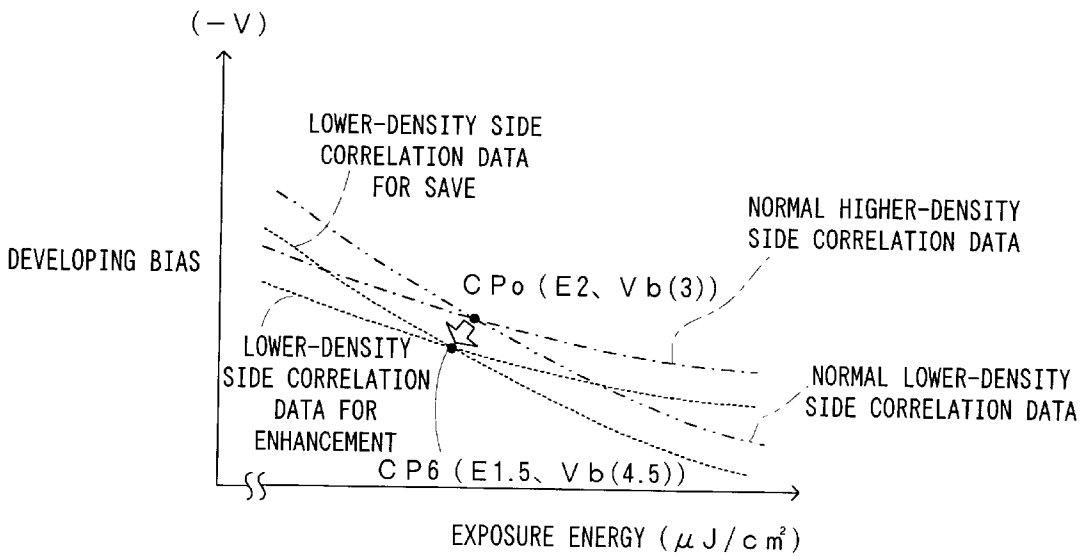 (-V)
LOWER-DENSITY SIDE
CORRELATION DATA
FOR SAVE
NORMAL HIGHER-DENSITY
SIDE CORRELATION DATA
DEVELOPING BIAS
CPo (E2、Vb(3))
LOWER-DENSITY
SIDE CORRELATION
DATA FOR
ENHANCEMENT
NORMAL LOWER-DENSITY
SIDE CORRELATION DATA
CP6 (E1.5、Vb(4.5))
EXPOSURE ENERGY (μJ/cm²)